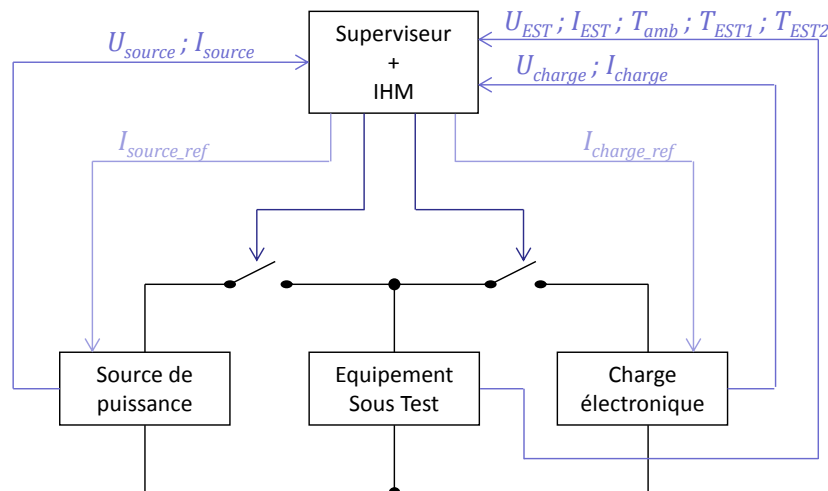 U_EST ; I_EST ; T_amb ; T_EST1 ; T_EST2
U_source ; I_source
Superviseur
+
IHM
U_charge ; I_charge
I_source_ref
I_charge_ref
Source de
puissance
Equipement
Sous Test
Charge
électronique